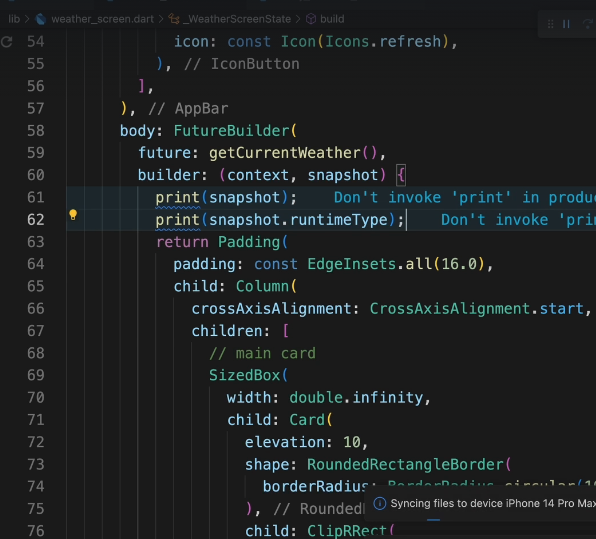 lib > weather_screen.dart > _WeatherScreenState > build
54 icon: const Icon(Icons.refresh),
55 ), // IconButton
56 ],
57 ), // AppBar
58 body: FutureBuilder(
59 future: getCurrentWeather(),
60 builder: (context, snapshot) {
61 print(snapshot); Don't invoke 'print' in produ
62 print(snapshot.runtimeType); Don't invoke 'prin
63 return Padding(
64 padding: const EdgeInsets.all(16.0),
65 child: Column(
66 crossAxisAlignment: CrossAxisAlignment.start,
67 children: [
68 // main card
69 SizedBox(
70 width: double.infinity,
71 child: Card(
72 elevation: 10,
73 shape: RoundedRectangleBorder(
74 borderRadius: BorderRadius.circular(1
75 ), // Rounded
Syncing files to device iPhone 14 Pro Max
76 child: ClipRRect(